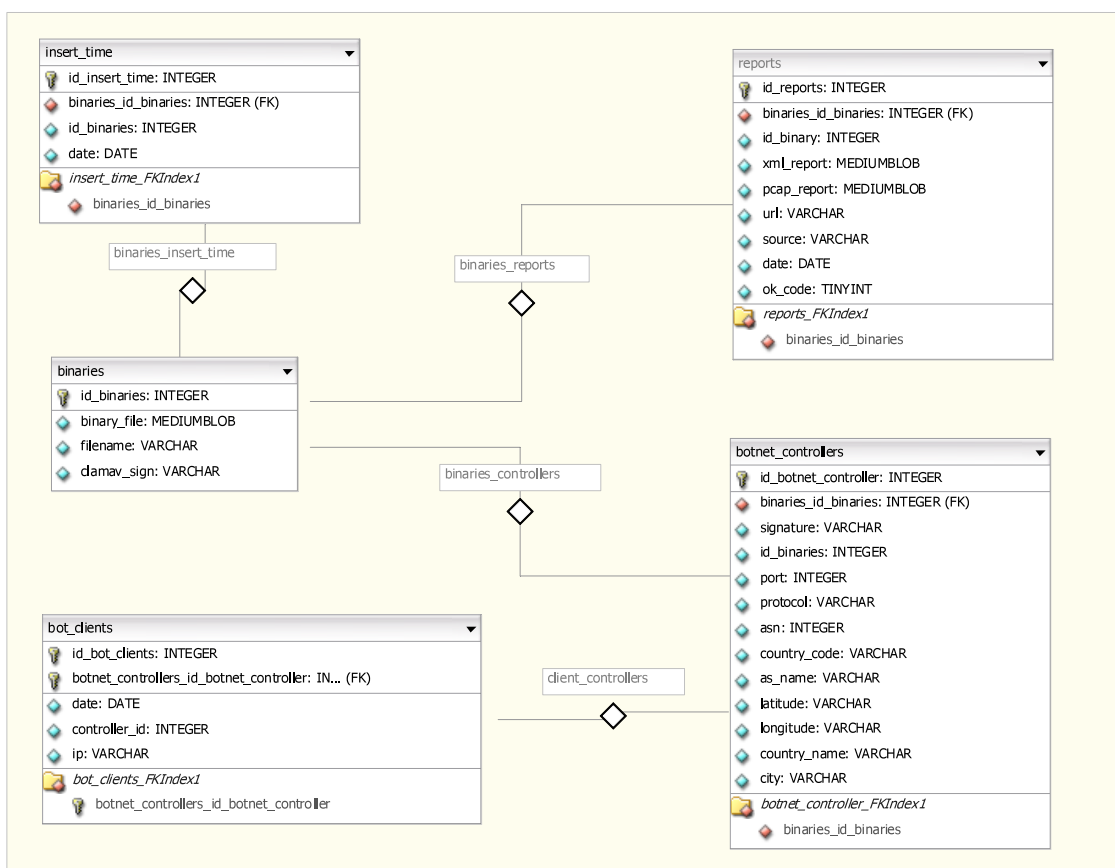 insert_time
id_insert_time: INTEGER
binaries_id_binaries: INTEGER (FK)
id_binaries: INTEGER
date: DATE
insert_time_FKIndex1
binaries_id_binaries
binaries_insert_time
binaries
id_binaries: INTEGER
binary_file: MEDIUMBLOB
filename: VARCHAR
clamav_sign: VARCHAR
binaries_reports
reports
id_reports: INTEGER
binaries_id_binaries: INTEGER (FK)
id_binary: INTEGER
xml_report: MEDIUMBLOB
pcap_report: MEDIUMBLOB
url: VARCHAR
source: VARCHAR
date: DATE
ok_code: TINYINT
reports_FKIndex1
binaries_id_binaries
binaries_controllers
botnet_controllers
id_botnet_controller: INTEGER
binaries_id_binaries: INTEGER (FK)
signature: VARCHAR
id_binaries: INTEGER
port: INTEGER
protocol: VARCHAR
asn: INTEGER
country_code: VARCHAR
as_name: VARCHAR
latitude: VARCHAR
longitude: VARCHAR
country_name: VARCHAR
city: VARCHAR
botnet_controller_FKIndex1
binaries_id_binaries
bot_clients
id_bot_clients: INTEGER
botnet_controllers_id_botnet_controller: IN... (FK)
date: DATE
controller_id: INTEGER
ip: VARCHAR
bot_clients_FKIndex1
botnet_controllers_id_botnet_controller
client_controllers